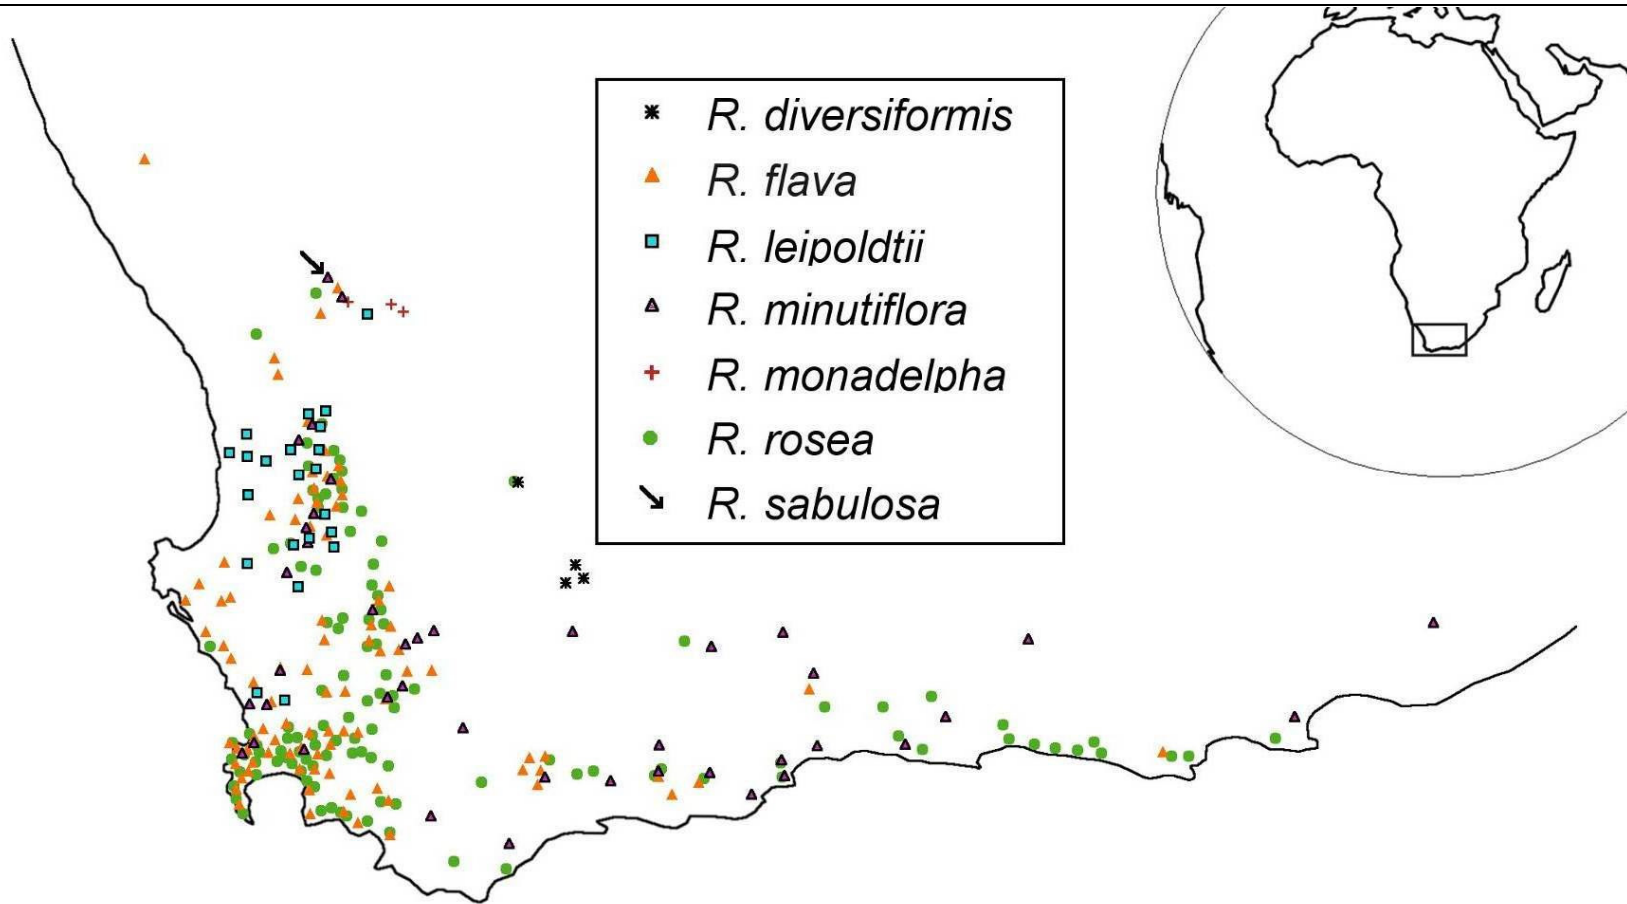 R. diversiformis
R. flava
R. leipoldtii
R. minutiflora
R. monadelpha
R. rosea
R. sabulosa